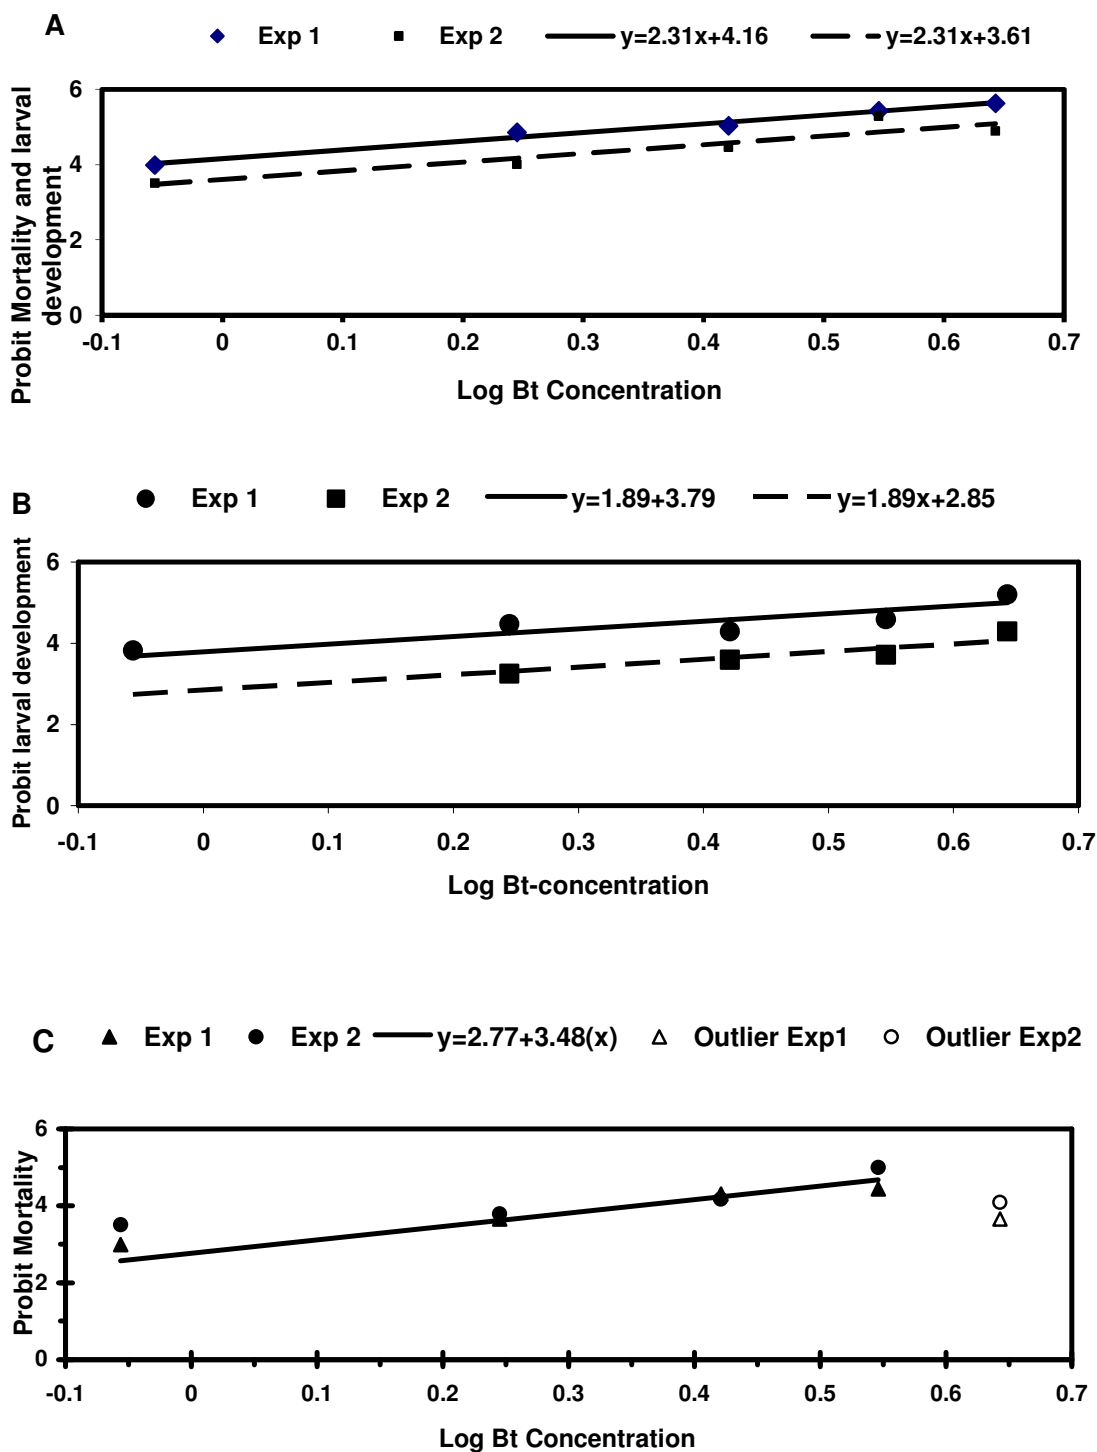 A
Exp 1 Exp 2 y=2.31x+4.16 y=2.31x+3.61
Probit Mortality and larval
development
6
4
2
0
-0.1 0 0.1 0.2 0.3 0.4 0.5 0.6 0.7
Log Bt Concentration
B
Exp 1 Exp 2 y=1.89+3.79 y=1.89x+2.85
Probit larval development
6
4
2
0
-0.1 0 0.1 0.2 0.3 0.4 0.5 0.6 0.7
Log Bt-concentration
C
Exp 1 Exp 2 y=2.77+3.48(x) Outlier Exp1 Outlier Exp2
Probit Mortality
6
4
2
0
-0.1 0 0.1 0.2 0.3 0.4 0.5 0.6 0.7
Log Bt Concentration